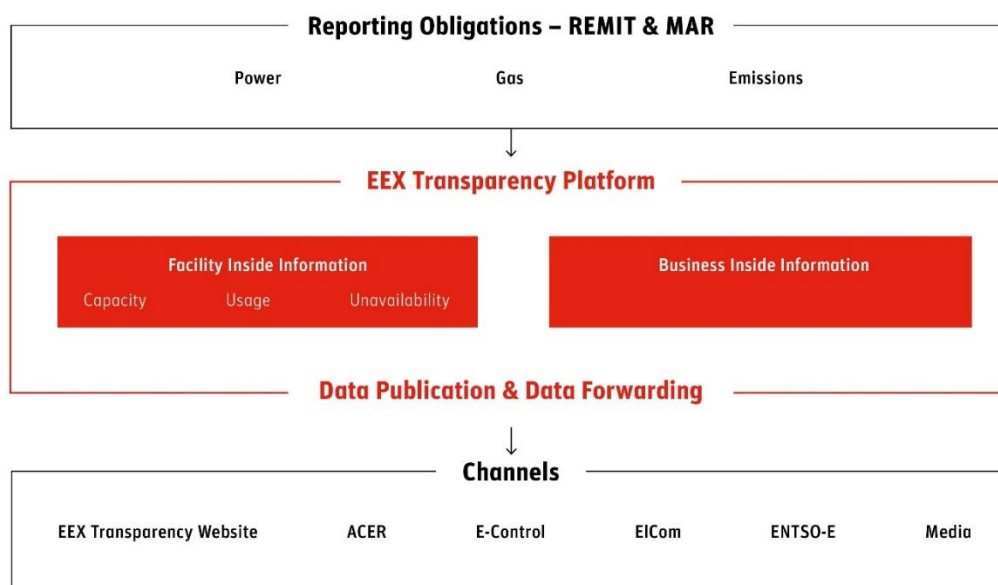 Reporting Obligations – REMIT & MAR
Power Gas Emissions
EEX Transparency Platform
Facility Inside Information
Capacity Usage Unavailability
Business Inside Information
Data Publication & Data Forwarding
Channels
EEX Transparency Website ACER E-Control ElCom ENTSO-E Media